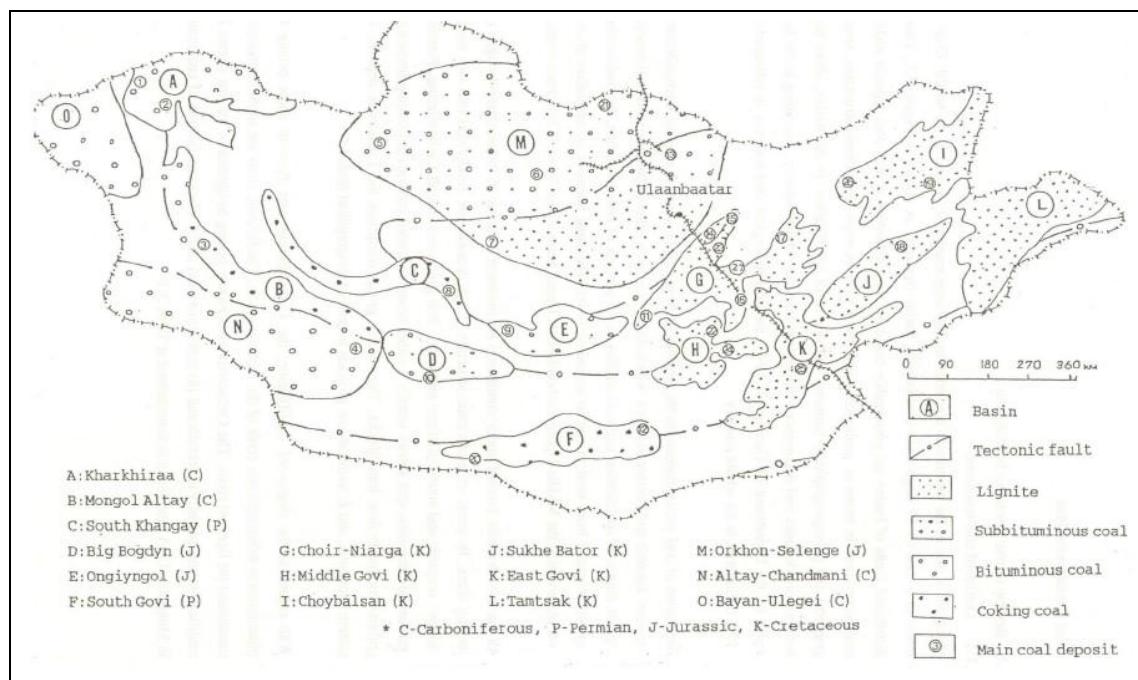 A
O
M
Ulaanbaatar
I
L
C
B
G
J
E
N
H
K
D
F
0 90 180 270 360 KM
Ⓐ Basin
Tectonic fault
Lignite
Subbituminous coal
Bituminous coal
Coking coal
③ Main coal deposit
A:Kharkhiraa (C)
B:Mongol Altay (C)
C:South Khangay (P)
D:Big Bogdyn (J) G:Choir-Niarga (K) J:Sukhe Bator (K) M:Orkhon-Selenge (J)
E:Ongiyngol (J) H:Middle Govi (K) K:East Govi (K) N:Altay-Chandmani (C)
F:South Govi (P) I:Choybalsan (K) L:Tamtsak (K) O:Bayan-Ulegei (C)
* C-Carboniferous, P-Permian, J-Jurassic, K-Cretaceous